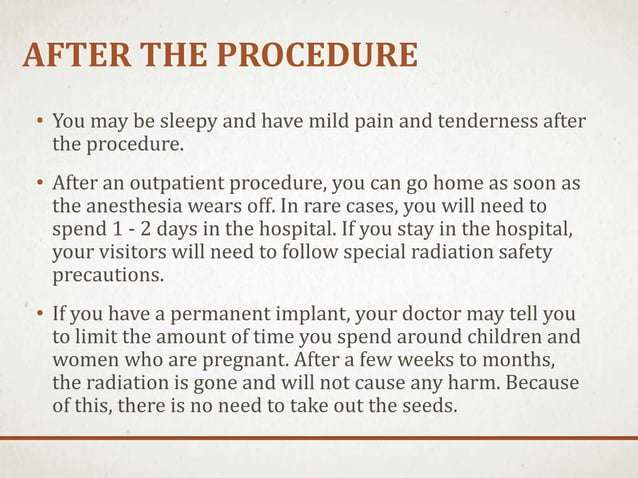 AFTER THE PROCEDURE
• You may be sleepy and have mild pain and tenderness after
the procedure.
• After an outpatient procedure, you can go home as soon as
the anesthesia wears off. In rare cases, you will need to
spend 1 - 2 days in the hospital. If you stay in the hospital,
your visitors will need to follow special radiation safety
precautions.
• If you have a permanent implant, your doctor may tell you
to limit the amount of time you spend around children and
women who are pregnant. After a few weeks to months,
the radiation is gone and will not cause any harm. Because
of this, there is no need to take out the seeds.